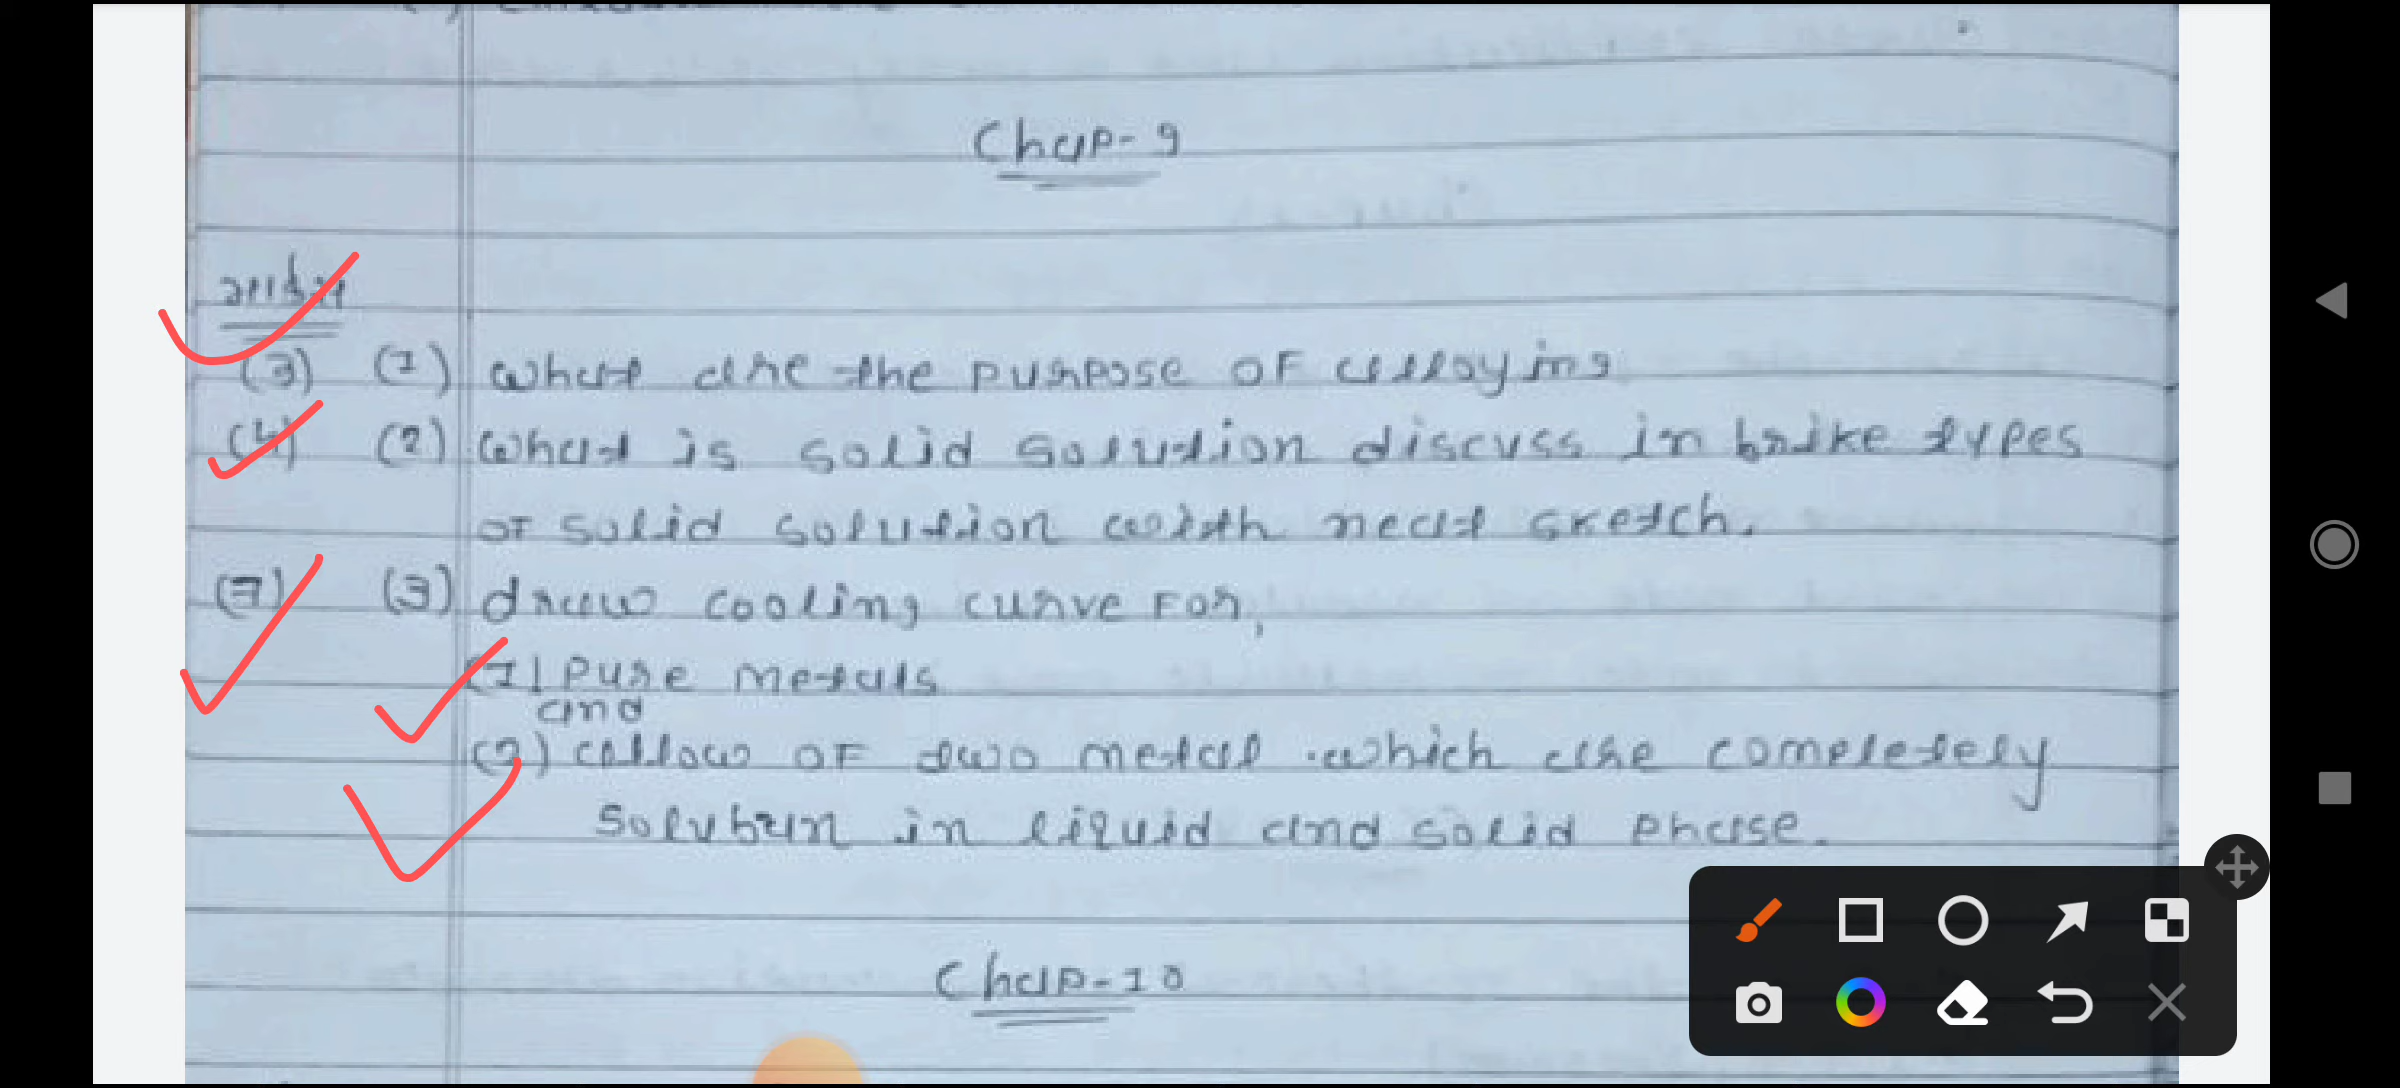 Chap-9
માર્કસ
(3) (1) what are the purpose OF alloying
(4) (2) what is solid solution discuss in brike types
OF solid solution with neat sketch.
(7) (3) draw cooling curve For,
(1) Pure metals
and
(2) allow OF two metal which are completely
in liquid and solid phase.
Chap-10